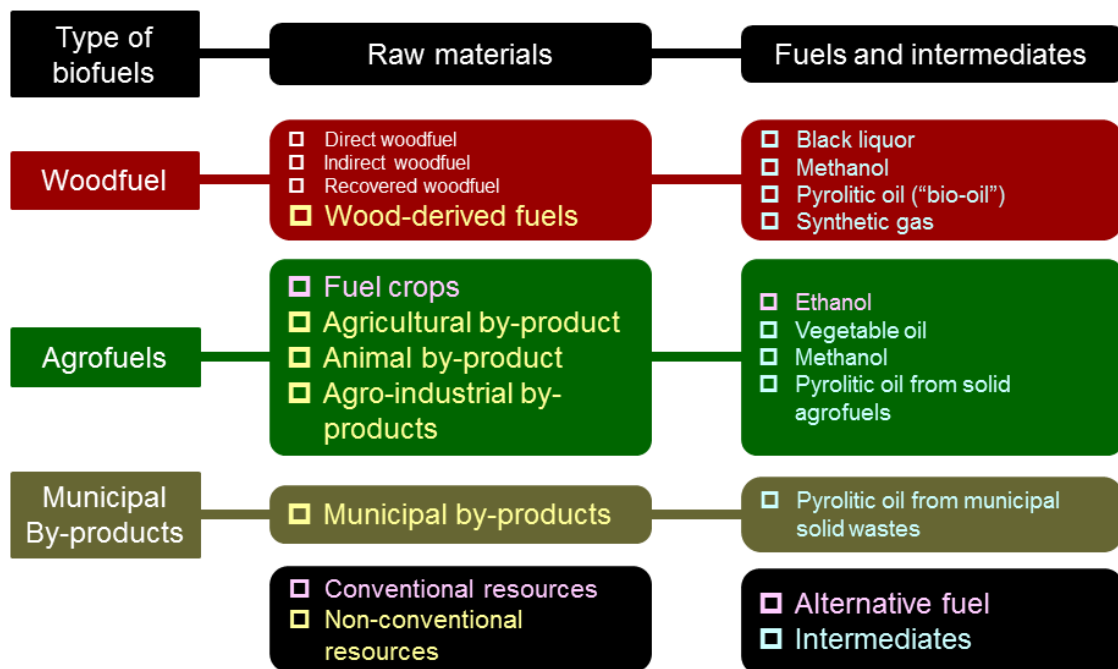 Type of
biofuels
Raw materials
Fuels and intermediates
Woodfuel
Direct woodfuel
Indirect woodfuel
Recovered woodfuel
Wood-derived fuels
Black liquor
Methanol
Pyrolitic oil (“bio-oil”)
Synthetic gas
Agrofuels
Fuel crops
Agricultural by-product
Animal by-product
Agro-industrial by-
products
Ethanol
Vegetable oil
Methanol
Pyrolitic oil from solid
agrofuels
Municipal
By-products
Municipal by-products
Pyrolitic oil from municipal
solid wastes
Conventional resources
Non-conventional
resources
Alternative fuel
Intermediates